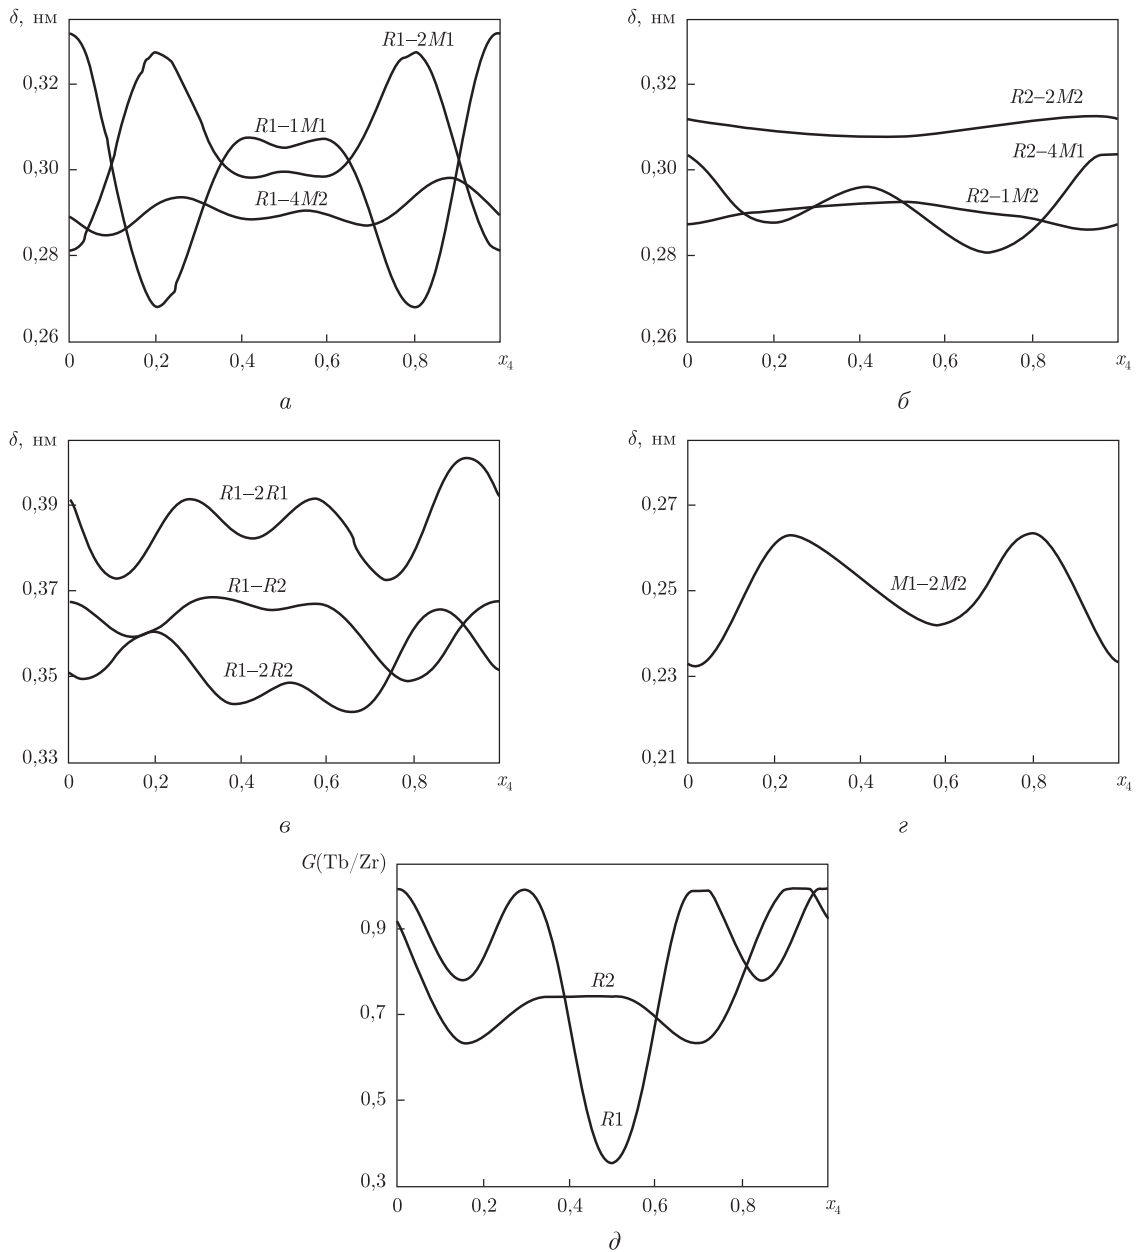 δ, нм
R1–2M1
0,32
R1–1M1
0,30
R1–4M2
0,28
0,26
0 0,2 0,4 0,6 0,8 x₄
а
δ, нм
0,32
R2–2M2
R2–4M1
0,30
R2–1M2
0,28
0,26
0 0,2 0,4 0,6 0,8 x₄
б
δ, нм
0,39
R1–2R1
0,37
R1–R2
0,35
R1–2R2
0,33
0 0,2 0,4 0,6 0,8 x₄
в
δ, нм
0,27
0,25
M1–2M2
0,23
0,21
0 0,2 0,4 0,6 0,8 x₄
г
G(Tb/Zr)
0,9
R2
0,7
0,5
R1
0,3
0 0,2 0,4 0,6 0,8 x₄
д